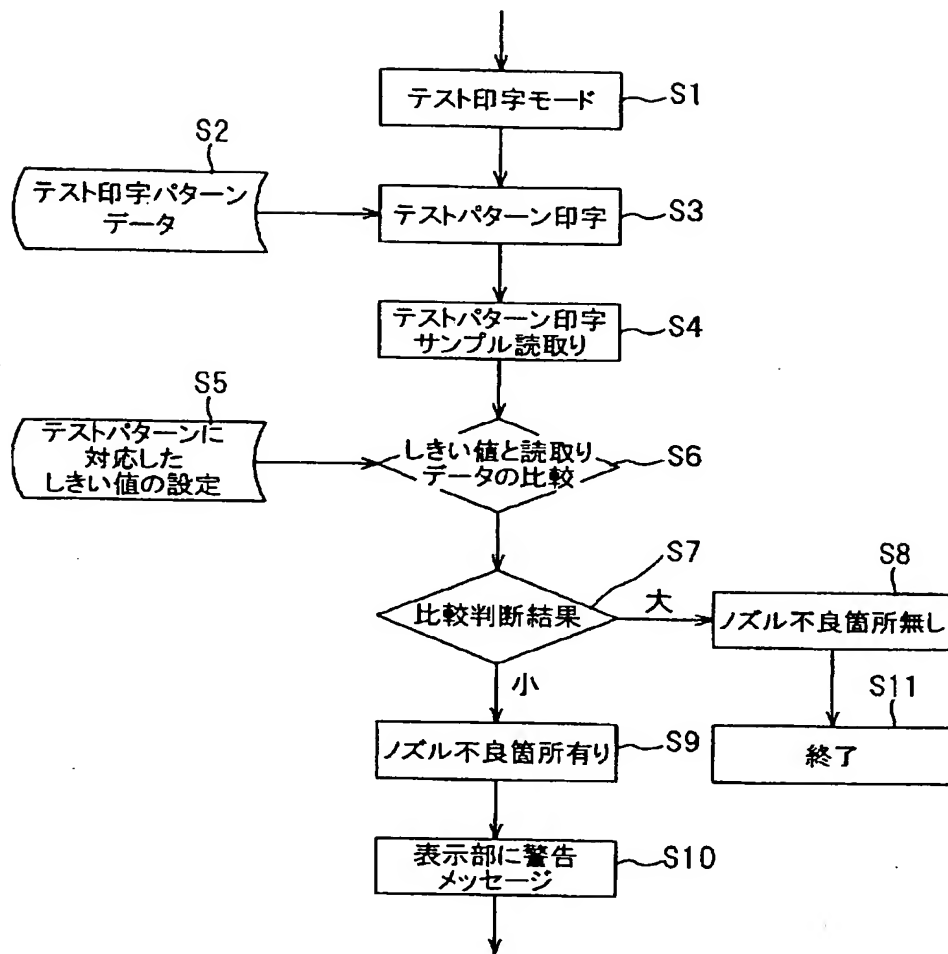 テスト印字モード
S1
S2
テスト印字パターン
データ
テストパターン印字
S3
テストパターン印字
サンプル読取り
S4
S5
テストパターンに
対応した
しきい値の設定
しきい値と読取り
データの比較
S6
S7
比較判断結果
大
S8
ノズル不良箇所無し
小
S11
終了
ノズル不良箇所有り
S9
表示部に警告
メッセージ
S10